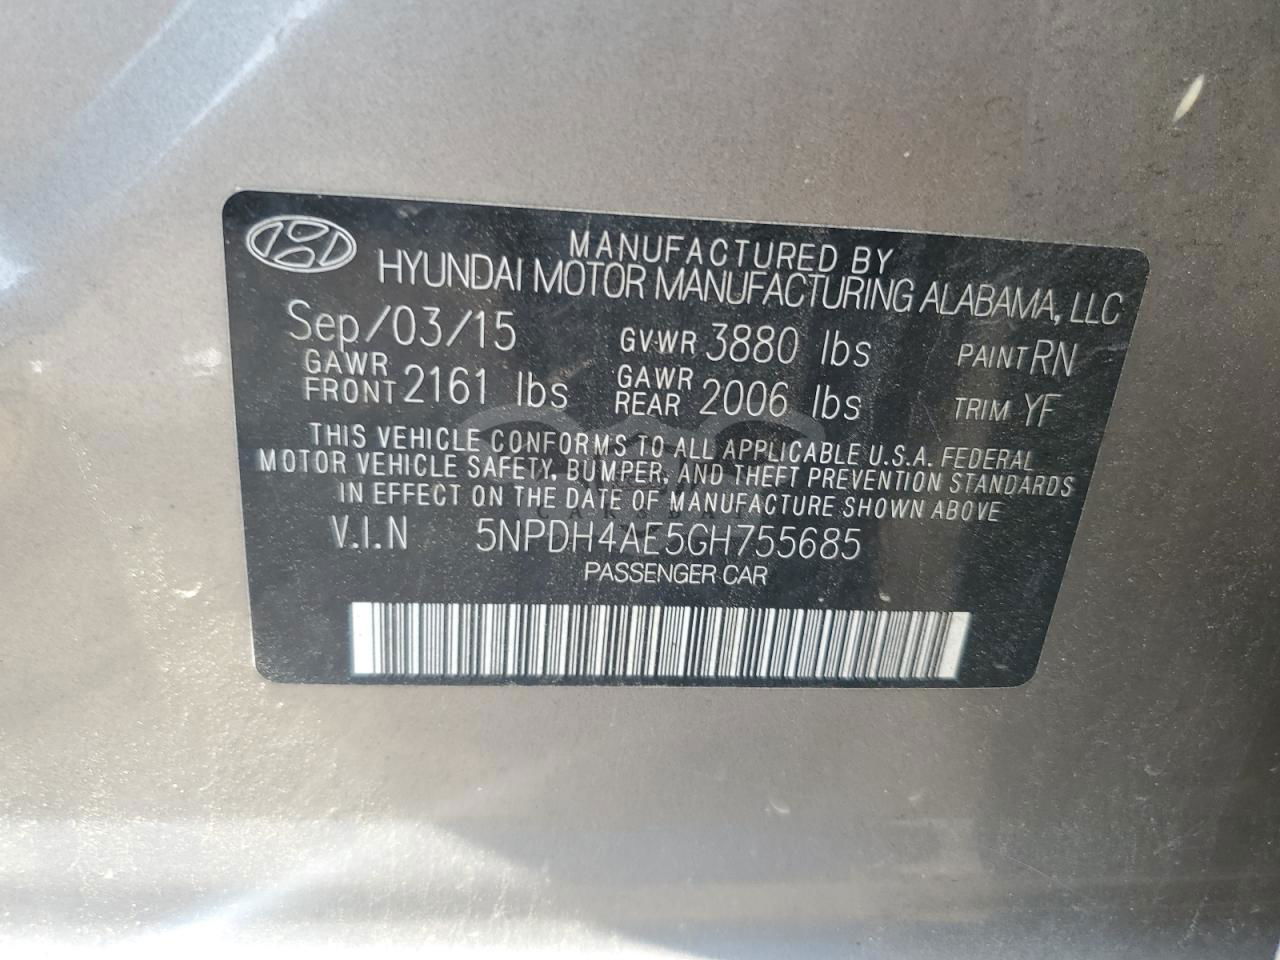 MANUFACTURED BY
HYUNDAI MOTOR MANUFACTURING ALABAMA, LLC
Sep/03/15 GVWR 3880 lbs PAINT RN
GAWR FRONT 2161 lbs GAWR REAR 2006 lbs TRIM YF
THIS VEHICLE CONFORMS TO ALL APPLICABLE U.S.A. FEDERAL
MOTOR VEHICLE SAFETY, BUMPER, AND THEFT PREVENTION STANDARDS
IN EFFECT ON THE DATE OF MANUFACTURE SHOWN ABOVE
V.I.N 5NPDH4AE5GH755685
PASSENGER CAR